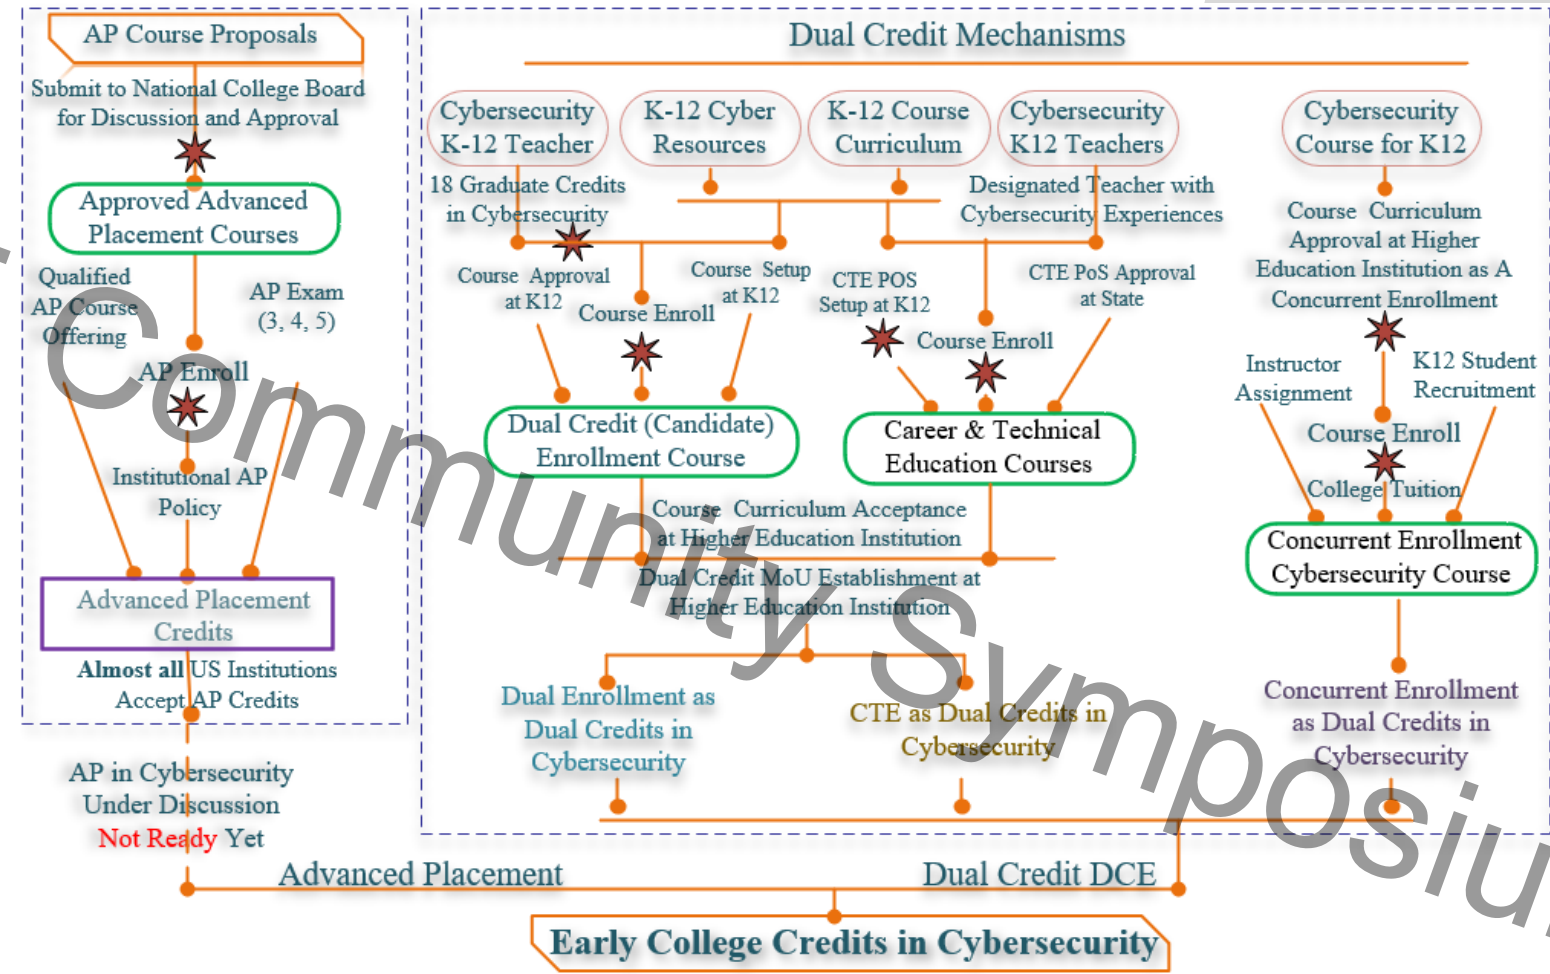 AP Course Proposals
Submit to National College Board
for Discussion and Approval
Approved Advanced
Placement Courses
Qualified
AP Course
Offering
AP Exam
(3, 4, 5)
AP Enroll
Institutional AP
Policy
Advanced Placement
Credits
Almost all US Institutions
Accept AP Credits
AP in Cybersecurity
Under Discussion
Not Ready Yet
Dual Credit Mechanisms
Cybersecurity
K-12 Teacher
K-12 Cyber
Resources
K-12 Course
Curriculum
Cybersecurity
K12 Teachers
Cybersecurity
Course for K12
18 Graduate Credits
in Cybersecurity
Designated Teacher with
Cybersecurity Experiences
Course Curriculum
Approval at Higher
Education Institution as A
Concurrent Enrollment
Course Approval
at K12
Course Enroll
Course Setup
at K12
CTE POS
Setup at K12
Course Enroll
CTE PoS Approval
at State
Instructor
Assignment
K12 Student
Recruitment
Course Enroll
College Tuition
Dual Credit (Candidate)
Enrollment Course
Career & Technical
Education Courses
Concurrent Enrollment
Cybersecurity Course
Course Curriculum Acceptance
at Higher Education Institution
Dual Credit MoU Establishment at
Higher Education Institution
Dual Enrollment as
Dual Credits in
Cybersecurity
CTE as Dual Credits in
Cybersecurity
Concurrent Enrollment
as Dual Credits in
Cybersecurity
Advanced Placement
Dual Credit DCE
Early College Credits in Cybersecurity
Community Symposiu